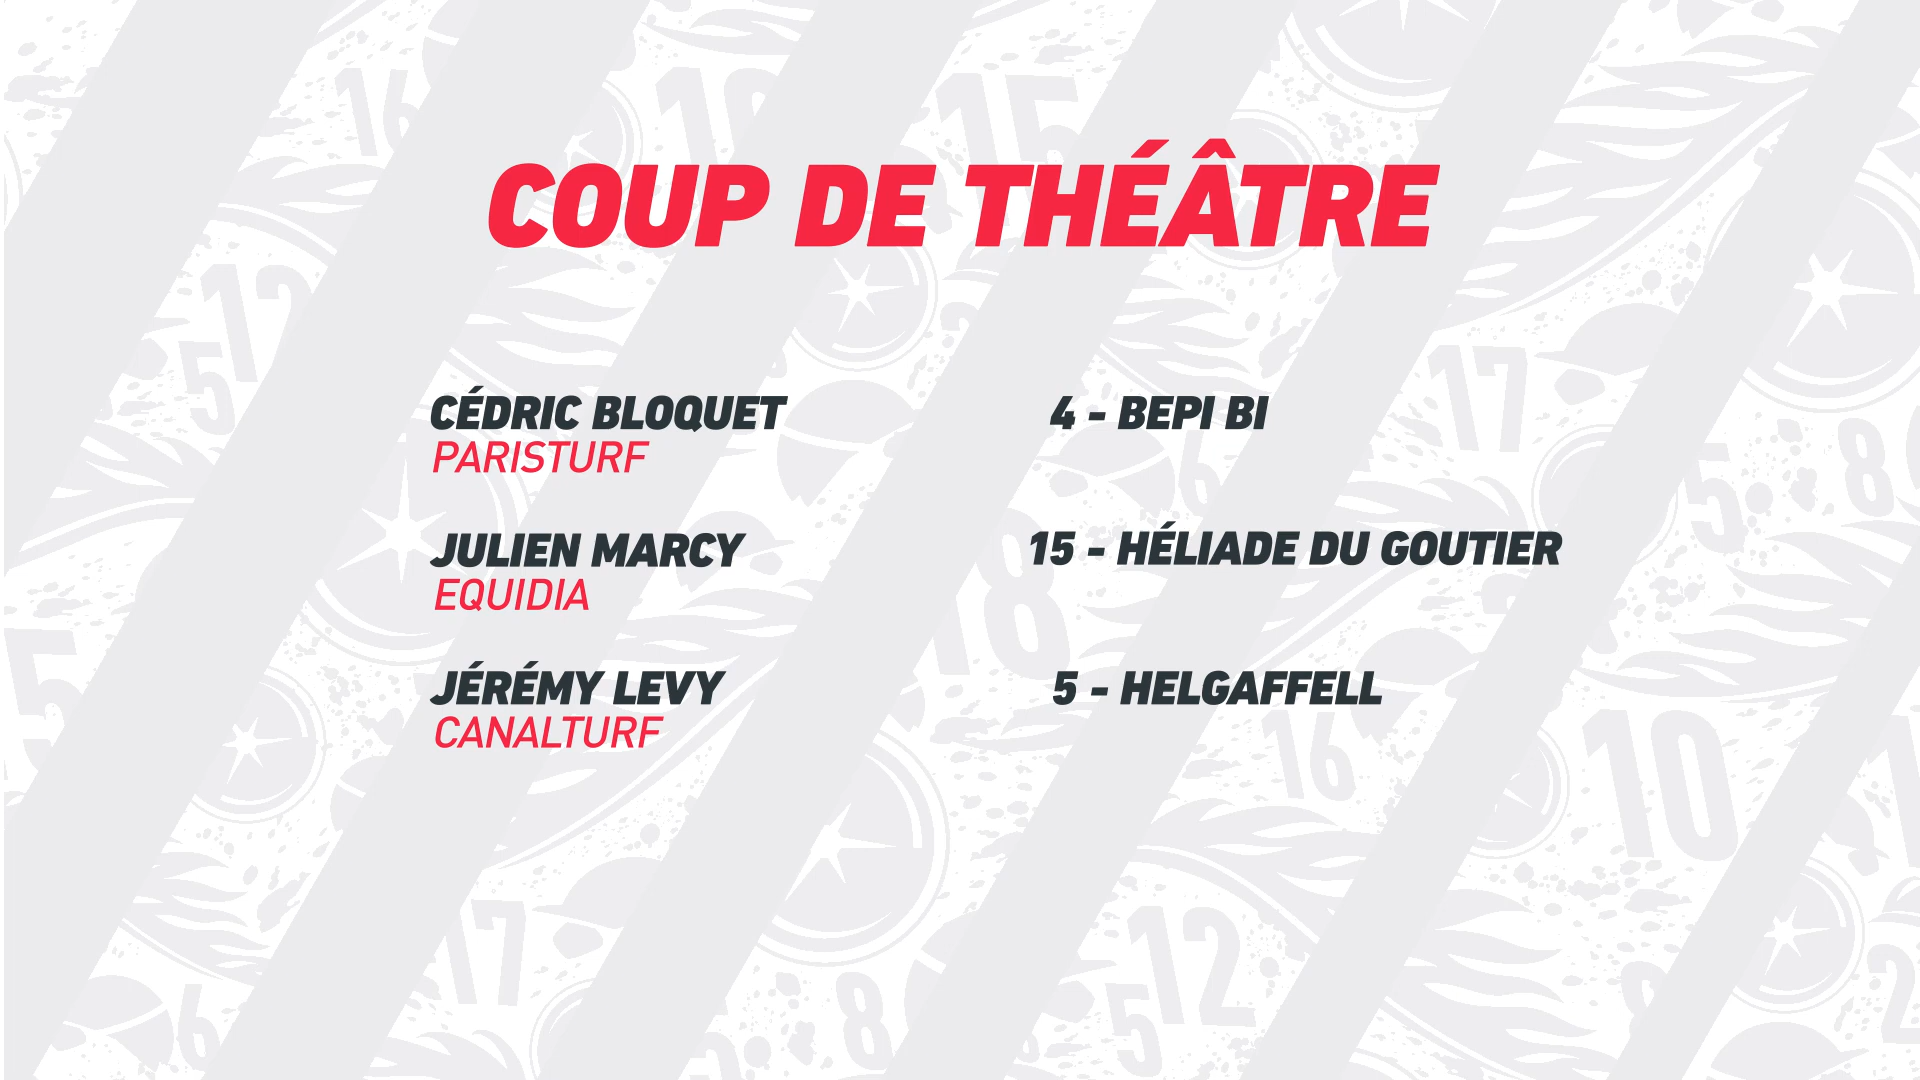 COUP DE THÉÂTRE
CÉDRIC BLOQUET
PARISTURF
4 - BEPI BI
JULIEN MARCY
EQUIDIA
15 - HÉLIADE DU GOUTIER
JÉRÉMY LEVY
CANALTURF
5 - HELGAFFELL